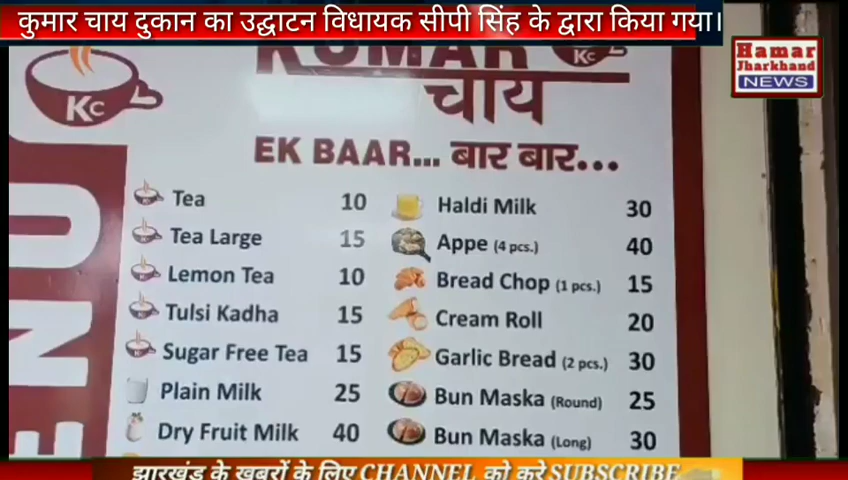 कुमार चाय दुकान का उद्घाटन विधायक सीपी सिंह के द्वारा किया गया।
Hamar
Jharkhand
NEWS
KC
KUMAR
KC
चाय
EK BAAR... बार बार...
MENU
Tea 10
Tea Large 15
Lemon Tea 10
Tulsi Kadha 15
Sugar Free Tea 15
Plain Milk 25
Dry Fruit Milk 40
Haldi Milk 30
Appe (4 pcs.) 40
Bread Chop (1 pcs.) 15
Cream Roll 20
Garlic Bread (2 pcs.) 30
Bun Maska (Round) 25
Bun Maska (Long) 30
झारखंड के खबरों के लिए CHANNEL को करे SUBSCRIBE